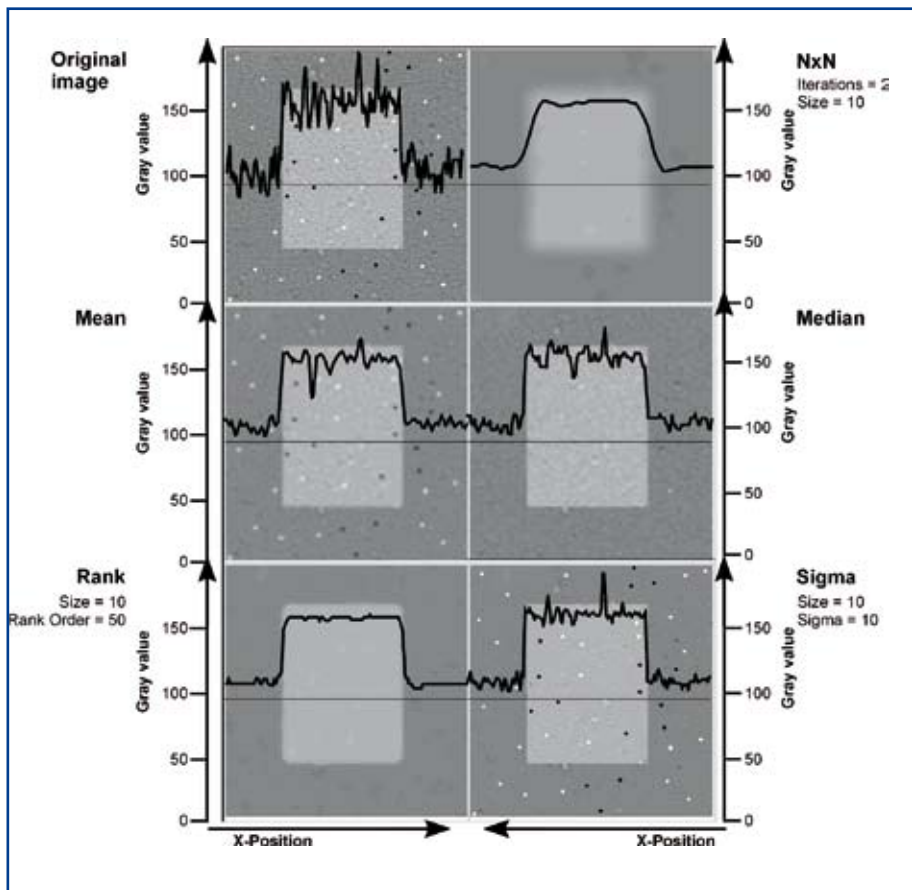 Original
image
Gray value
150
100
50
0
NxN
Iterations = 2
Size = 10
Gray value
150
100
50
0
Mean
Gray value
150
100
50
0
Median
Gray value
150
100
50
0
Rank
Size = 10
Rank Order = 50
Gray value
150
100
50
0
Sigma
Size = 10
Sigma = 10
Gray value
150
100
50
0
X-Position
X-Position